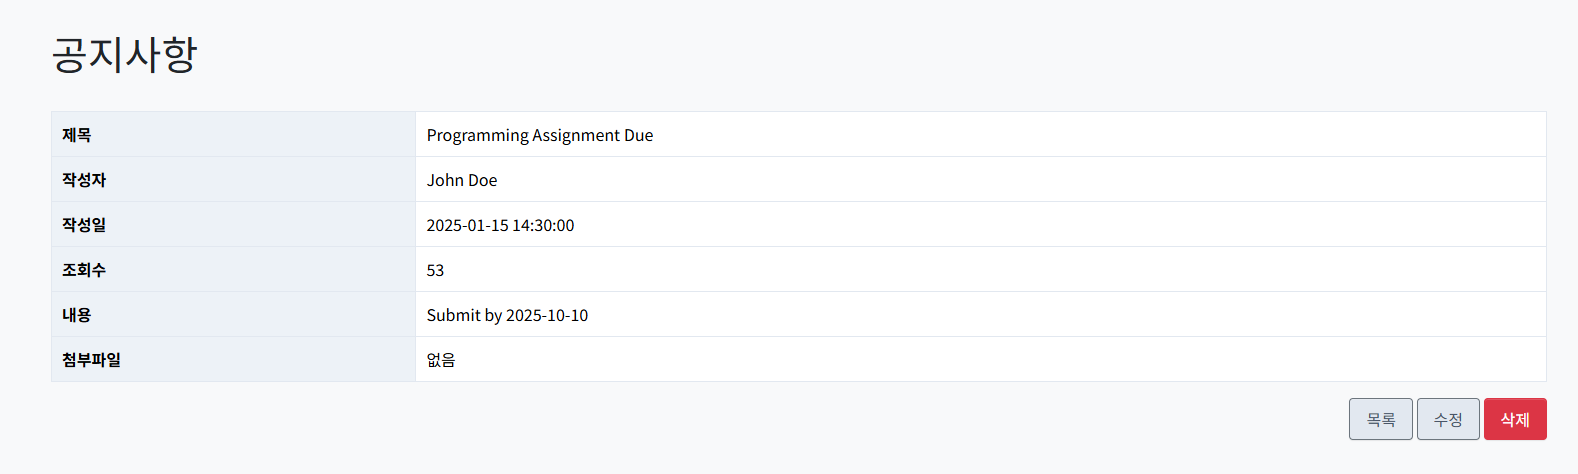 공지사항
제목 Programming Assignment Due
작성자 John Doe
작성일 2025-01-15 14:30:00
조회수 53
내용 Submit by 2025-10-10
첨부파일 없음
목록 수정 삭제